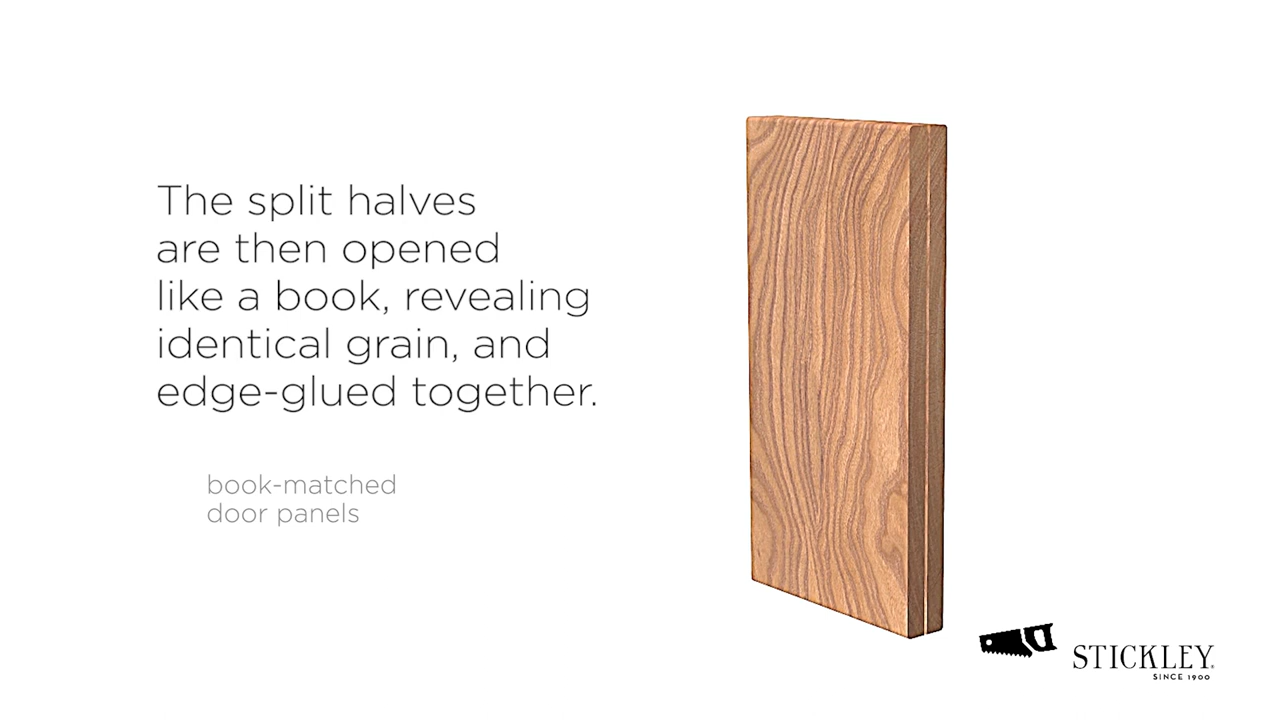 The split halves
are then opened
like a book, revealing
identical grain, and
edge-glued together.
book-matched
door panels
STICKLEY®
SINCE 1900